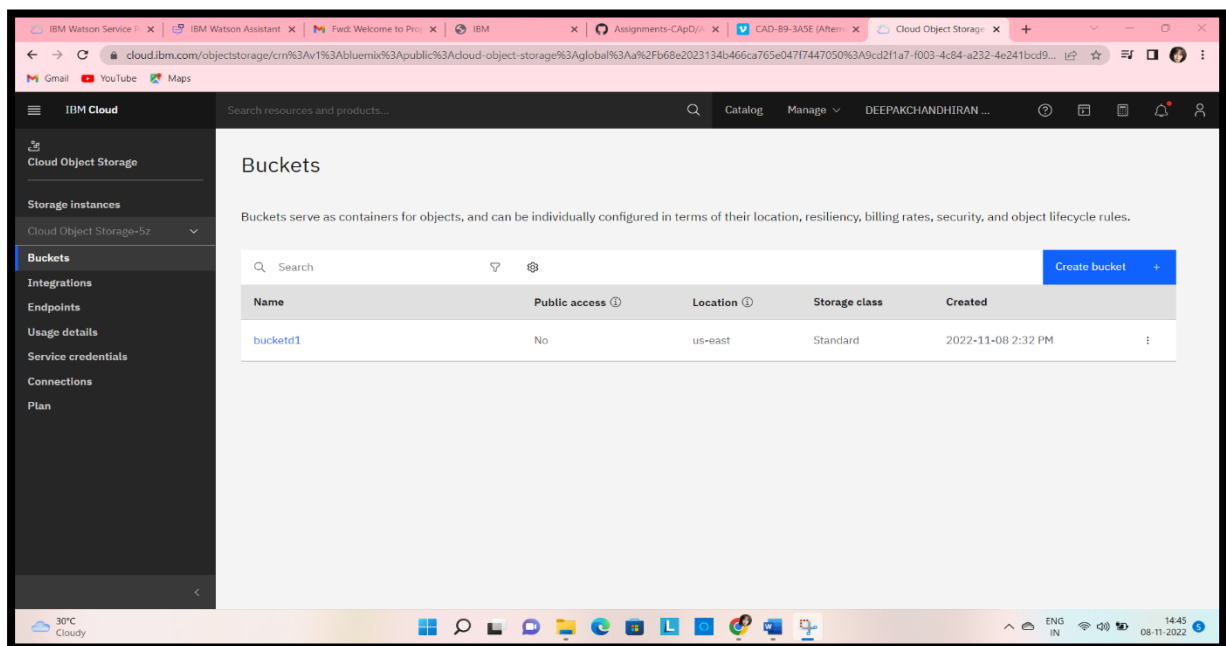 IBM Watson Service P
IBM Watson Assistant
Fwd: Welcome to Proj
IBM
Assignments-CApD/A
CAD-B9-3A5E (Aftern
Cloud Object Storage
cloud.ibm.com/objectstorage/crn%3Av1%3Abluemix%3Apublic%3Acloud-object-storage%3Aglobal%3Aa%2Fb68e2023134b466ca765e047f7447050%3A9cd2f1a7-f003-4c84-a232-4e241bcd9...
Gmail YouTube Maps
IBM Cloud
Search resources and products...
Catalog Manage DEEPAKCHANDHIRAN ...
Cloud Object Storage
Storage instances
Cloud Object Storage-5z
Buckets
Integrations
Endpoints
Usage details
Service credentials
Connections
Plan
Buckets
Buckets serve as containers for objects, and can be individually configured in terms of their location, resiliency, billing rates, security, and object lifecycle rules.
Search
Create bucket +
Name Public access Location Storage class Created
bucketd1 No us-east Standard 2022-11-08 2:32 PM
30°C
Cloudy
ENG
IN
14:45
08-11-2022
5